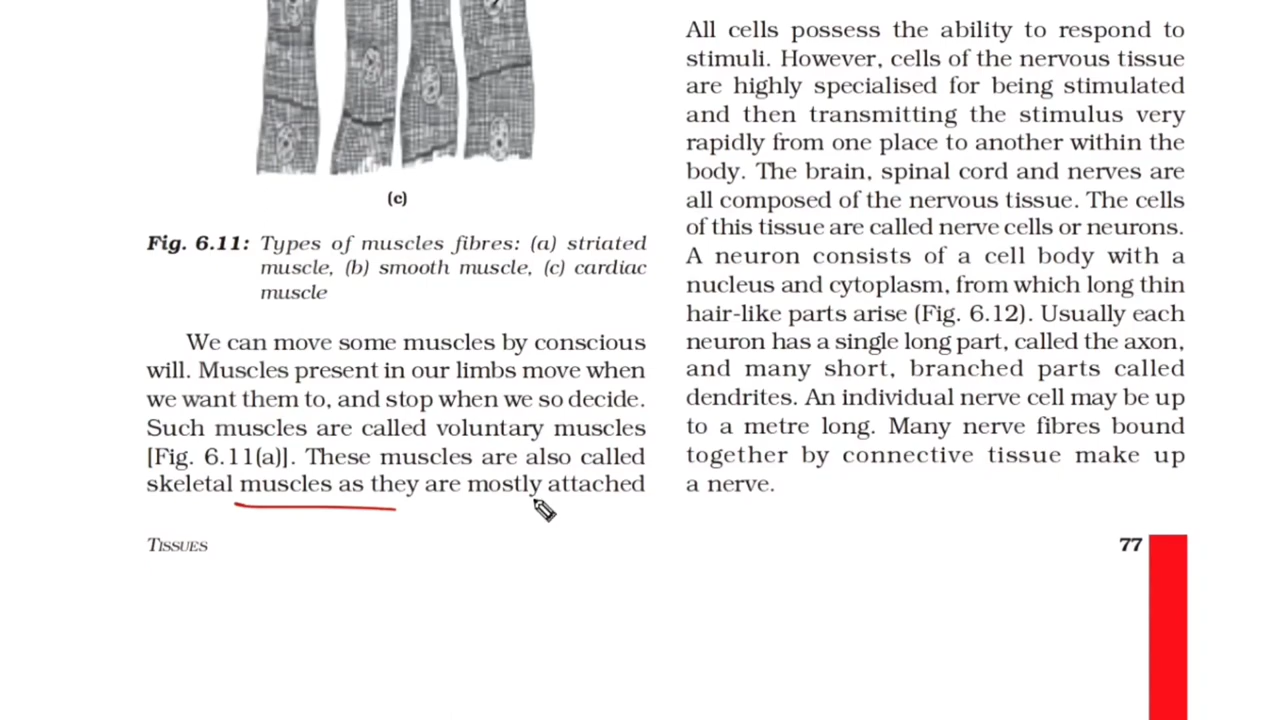 (c)
Fig. 6.11: Types of muscles fibres: (a) striated
muscle, (b) smooth muscle, (c) cardiac
muscle
We can move some muscles by conscious
will. Muscles present in our limbs move when
we want them to, and stop when we so decide.
Such muscles are called voluntary muscles
[Fig. 6.11(a)]. These muscles are also called
skeletal muscles as they are mostly attached
All cells possess the ability to respond to
stimuli. However, cells of the nervous tissue
are highly specialised for being stimulated
and then transmitting the stimulus very
rapidly from one place to another within the
body. The brain, spinal cord and nerves are
all composed of the nervous tissue. The cells
of this tissue are called nerve cells or neurons.
A neuron consists of a cell body with a
nucleus and cytoplasm, from which long thin
hair-like parts arise (Fig. 6.12). Usually each
neuron has a single long part, called the axon,
and many short, branched parts called
dendrites. An individual nerve cell may be up
to a metre long. Many nerve fibres bound
together by connective tissue make up
a nerve.
TISSUES
77